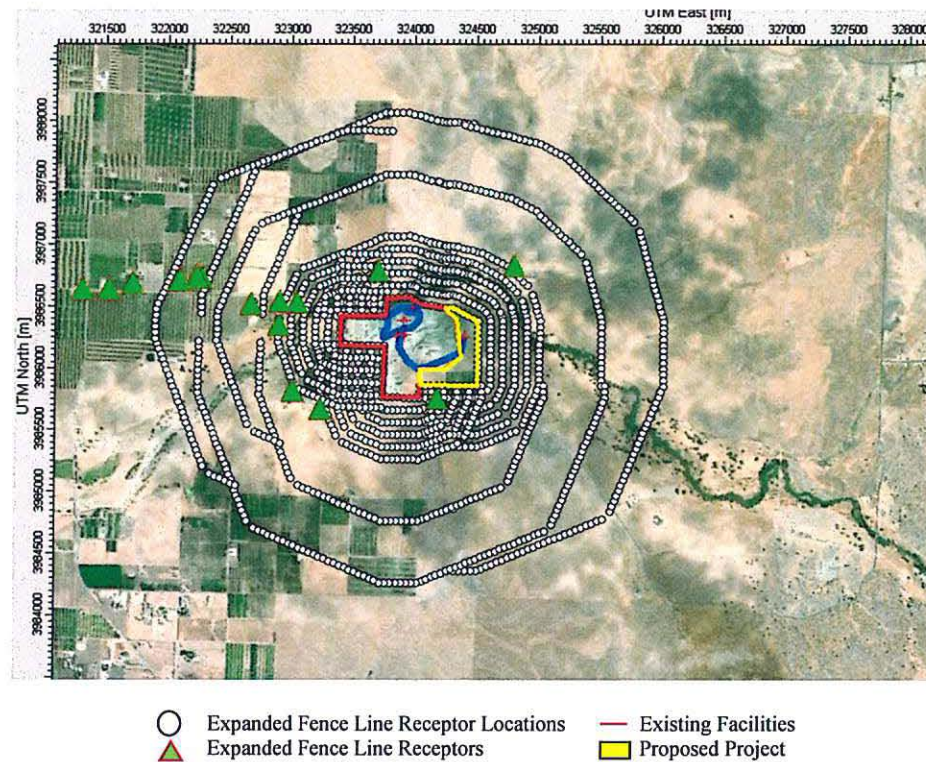 UTM East [m]
321500 322000 322500 323000 323500 324000 324500 325000 325500 326000 326500 327000 327500 328000
3988000
3987500
3987000
3986500
3986000
3985500
3985000
3984500
3984000
UTM North [m]
Expanded Fence Line Receptor Locations
Existing Facilities
Expanded Fence Line Receptors
Proposed Project